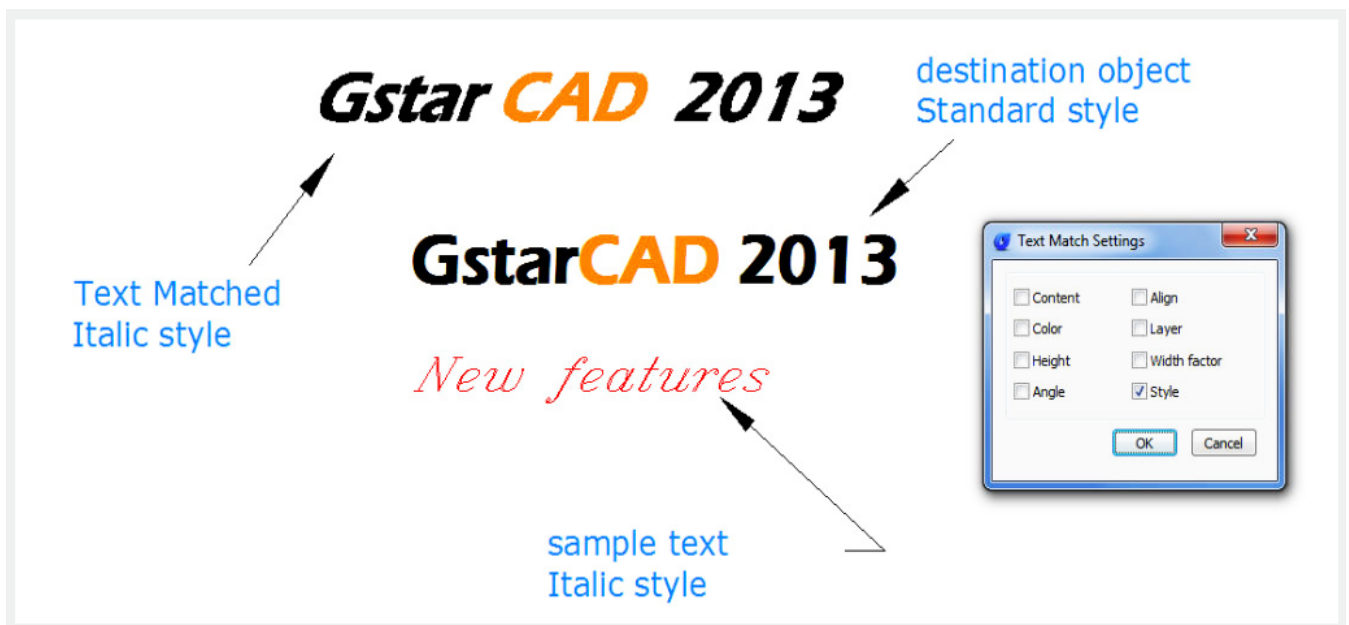 Gstar CAD 2013
destination object
Standard style
GstarCAD 2013
Text Matched
Italic style
New features
sample text
Italic style
Text Match Settings
Content Align
Color Layer
Height Width factor
Angle Style
OK Cancel